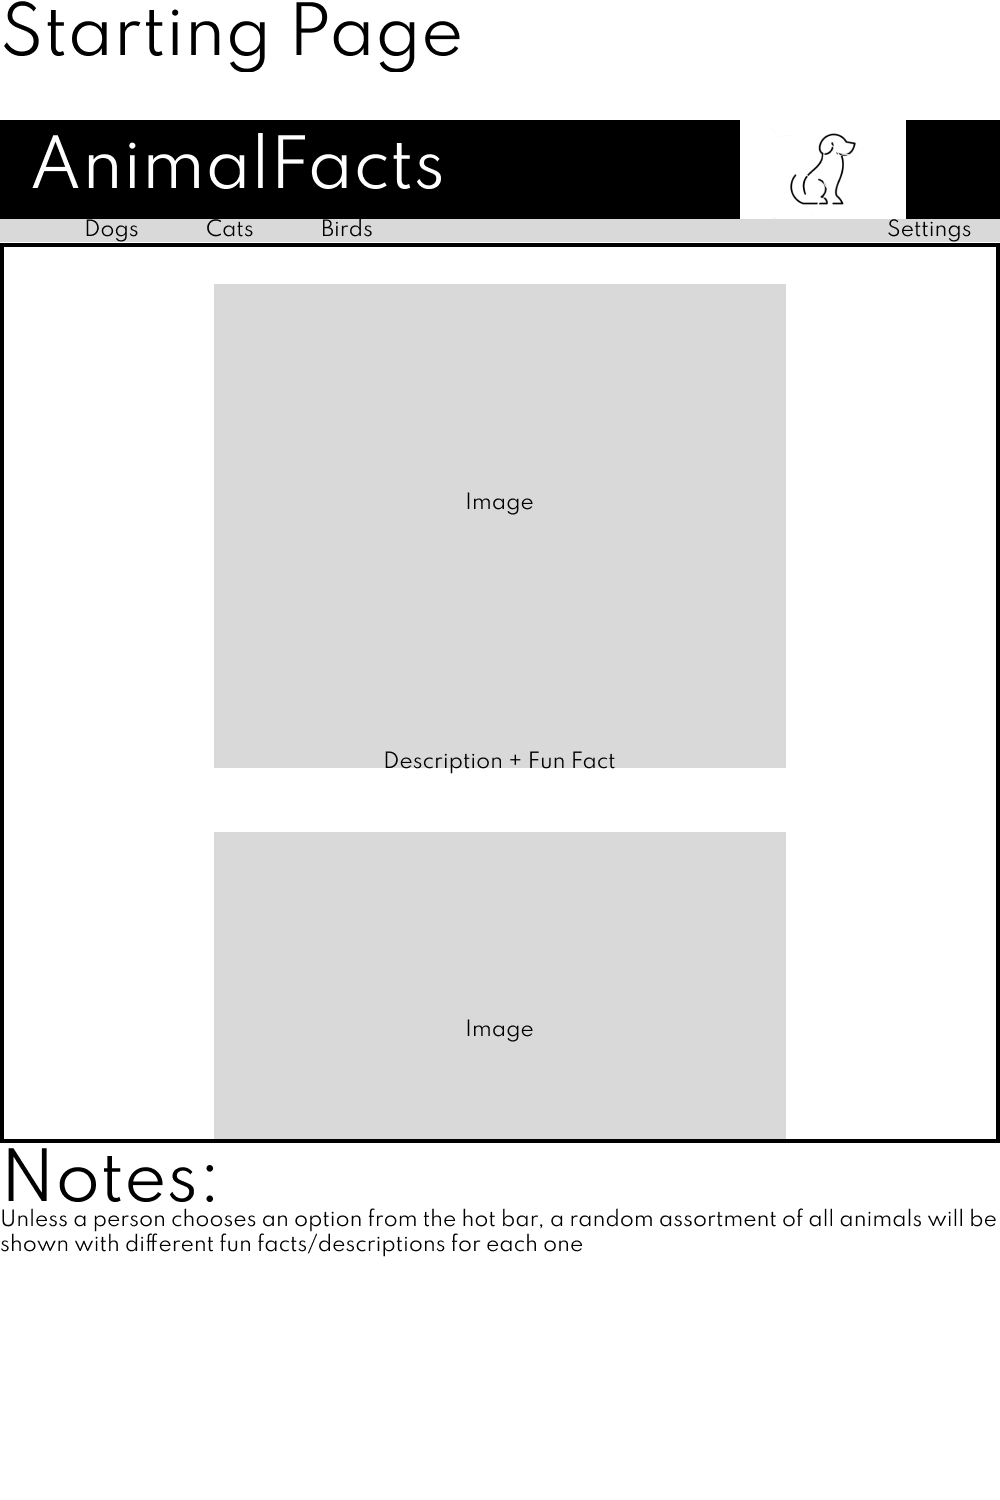 Starting Page
AnimalFacts
Dogs Cats Birds Settings
Image
Description + Fun Fact
Image
Notes:
Unless a person chooses an option from the hot bar, a random assortment of all animals will be
shown with different fun facts/descriptions for each one